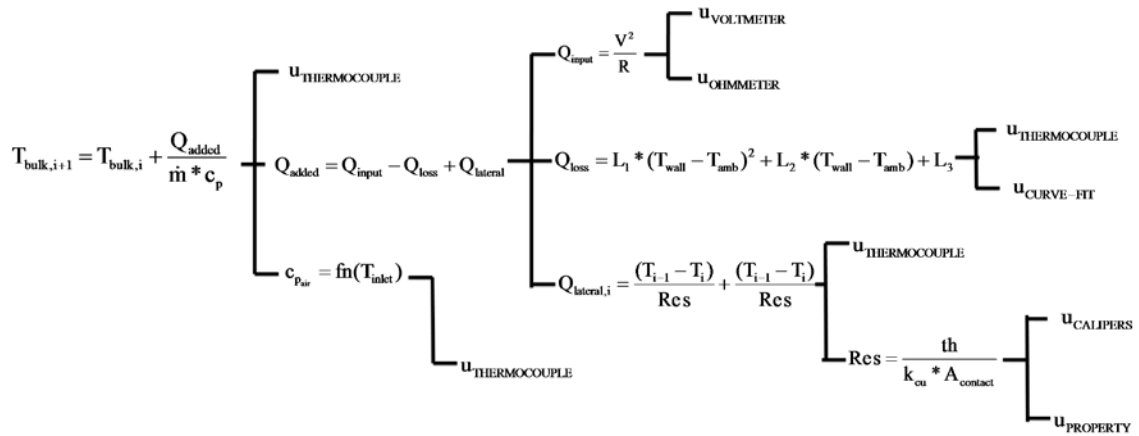 u_VOLTMETER
Q_input = V² / R
u_OHMMETER
u_THERMOCOUPLE
T_bulk,i+1 = T_bulk,i + Q_added / (ṁ * c_p)
Q_added = Q_input − Q_loss + Q_lateral
Q_loss = L_1 * (T_wall − T_amb)² + L_2 * (T_wall − T_amb) + L_3
u_THERMOCOUPLE
u_CURVE−FIT
c_p_air = fn(T_inlet)
u_THERMOCOUPLE
Q_lateral,i = (T_i−1 − T_i) / Res + (T_i−1 − T_i) / Res
u_THERMOCOUPLE
Res = th / (k_cu * A_contact)
u_CALIPERS
u_PROPERTY